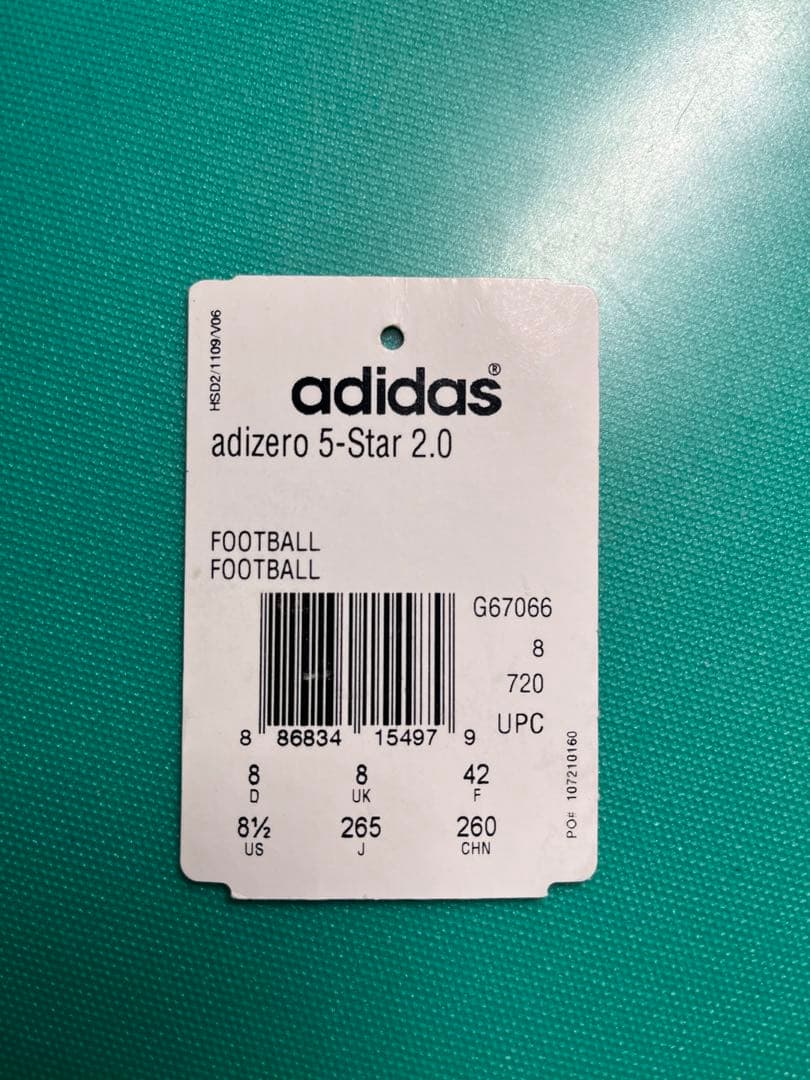 HSD2/1109/V06
adidas®
adizero 5-Star 2.0
FOOTBALL
FOOTBALL
G67066
8
720
UPC
8 86834 15497 9
8 8 42
D UK F
8½ 265 260
US J CHN
PO# 107210160